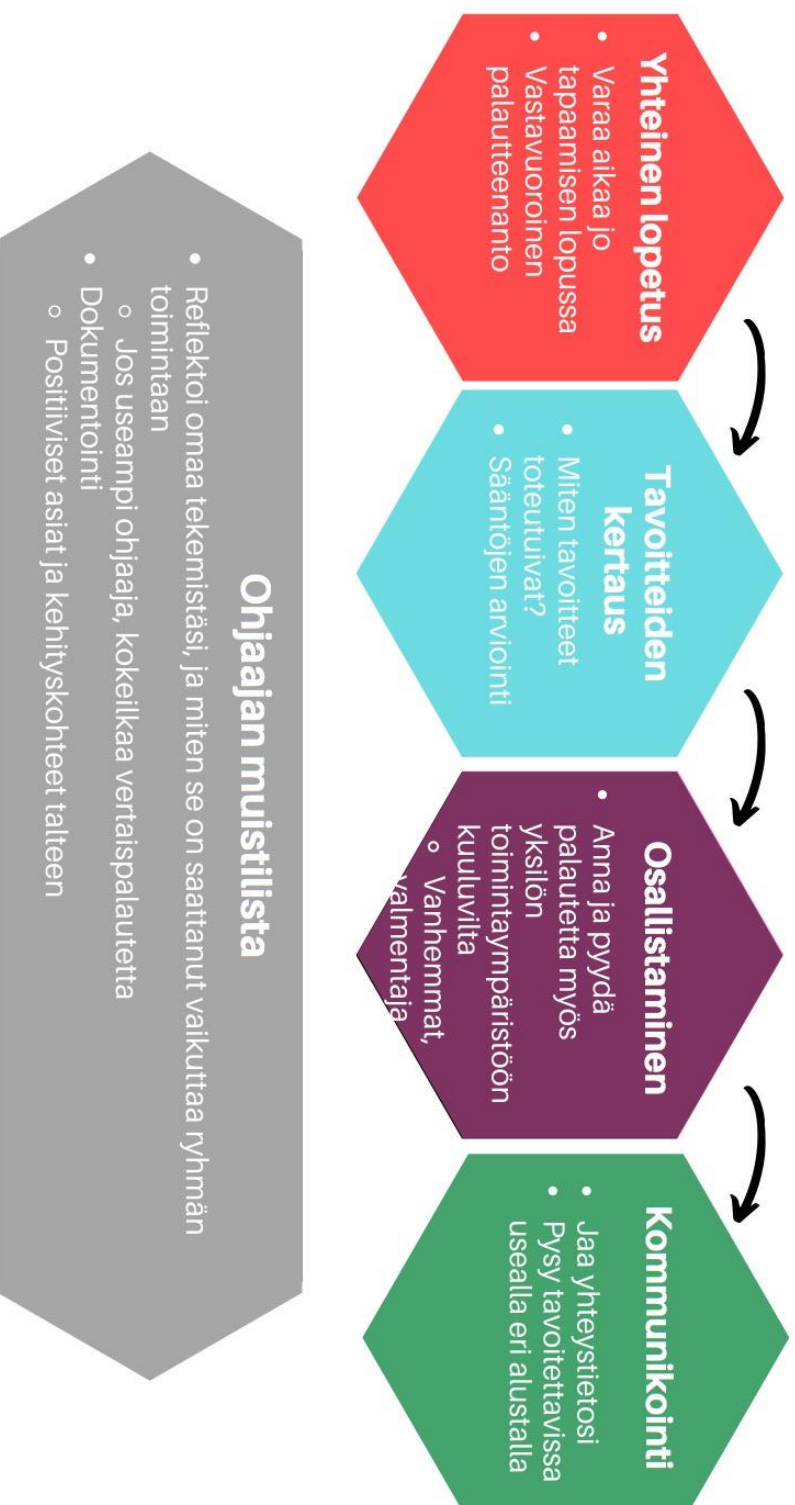 Yhteinen lopetus
• Varaa aikaa jo
tapaamisen lopussa
• Vastavuoroinen
palautteenanto
Tavoitteiden
kertaus
• Miten tavoitteet
toteutuivat?
• Sääntöjen arviointi
Osallistaminen
• Anna ja pyydä
palautetta myös
yksilön
toimintaympäristöön
kuuluvilta
○ Vanhemmat,
valmentaja
Kommunikointi
• Jaa yhteystietosi
• Pysy tavoitettavissa
usealla eri alustalla
Ohjaajan muistilista
• Reflektoi omaa tekemistäsi, ja miten se on saattanut vaikuttaa ryhmän
toimintaan
○ Jos useampi ohjaaja, kokeilkaa vertaispalautetta
• Dokumentointi
○ Positiiviset asiat ja kehityskohteet talteen